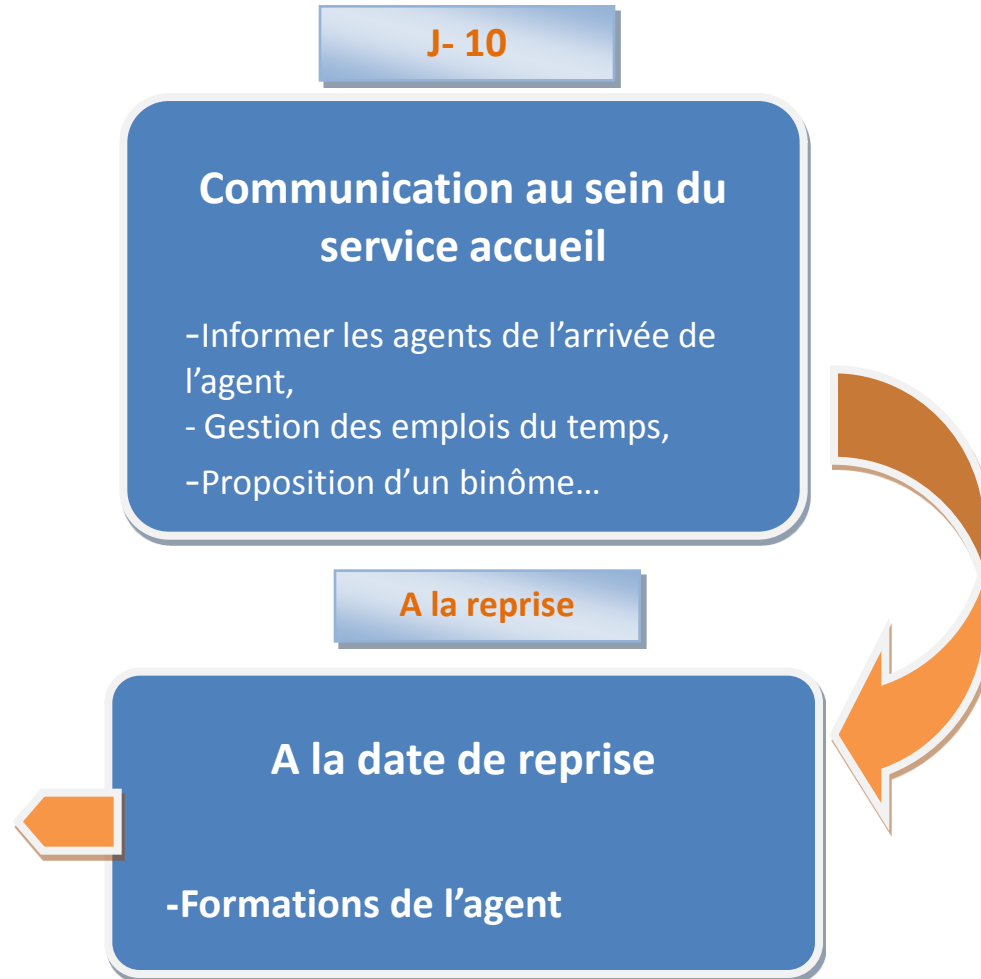 J- 10
Communication au sein du
service accueil
-Informer les agents de l’arrivée de
l’agent,
- Gestion des emplois du temps,
-Proposition d’un binôme…
A la reprise
A la date de reprise
-Formations de l’agent